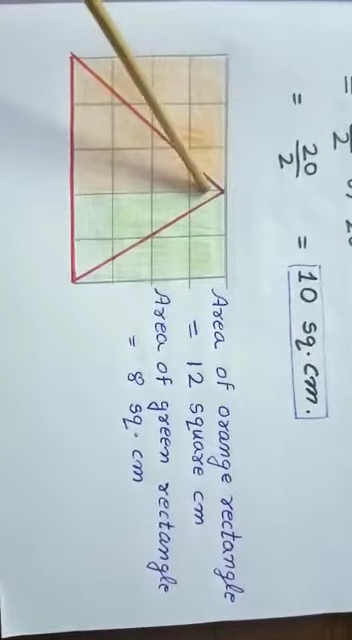 = 20/2 = 10 sq. cm.
Area of orange rectangle
= 12 square cm
Area of green rectangle
= 8 sq. cm